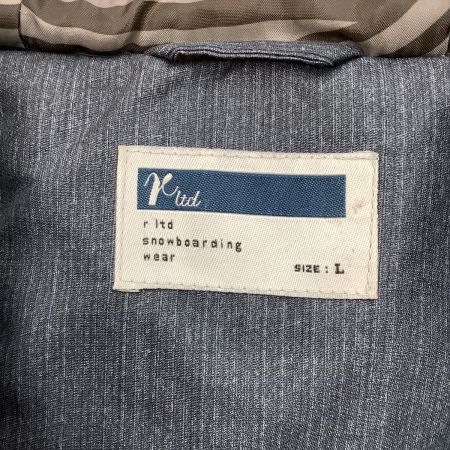 r ltd
r ltd
snowboarding
wear
SIZE : L